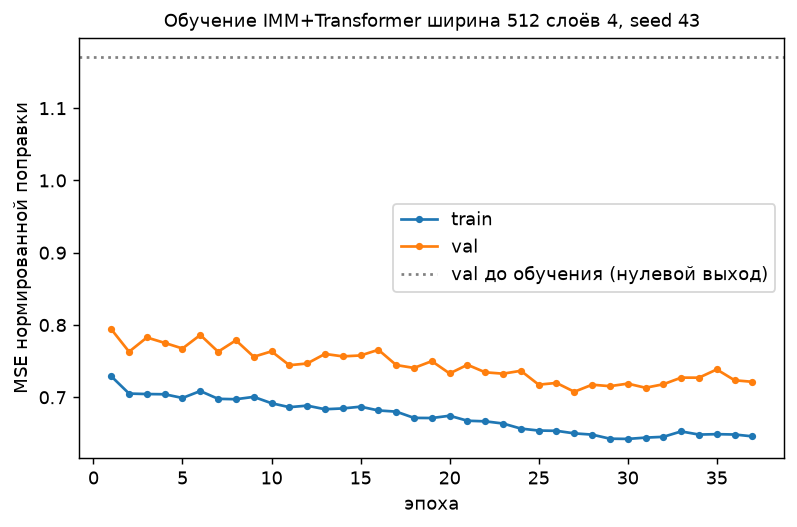 Обучение IMM+Transformer ширина 512 слоёв 4, seed 43
MSE нормированной поправки
1.1
1.0
0.9
0.8
0.7
train
val
val до обучения (нулевой выход)
0 5 10 15 20 25 30 35
эпоха